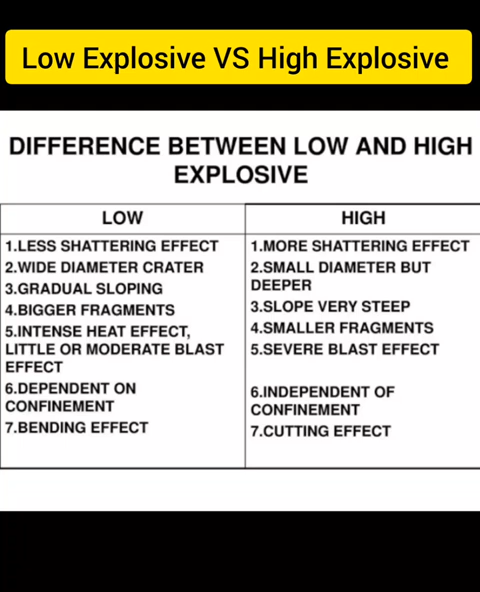 Low Explosive VS High Explosive
DIFFERENCE BETWEEN LOW AND HIGH
EXPLOSIVE
LOW
1.LESS SHATTERING EFFECT
2.WIDE DIAMETER CRATER
3.GRADUAL SLOPING
4.BIGGER FRAGMENTS
5.INTENSE HEAT EFFECT,
LITTLE OR MODERATE BLAST
EFFECT
6.DEPENDENT ON
CONFINEMENT
7.BENDING EFFECT
HIGH
1.MORE SHATTERING EFFECT
2.SMALL DIAMETER BUT
DEEPER
3.SLOPE VERY STEEP
4.SMALLER FRAGMENTS
5.SEVERE BLAST EFFECT
6.INDEPENDENT OF
CONFINEMENT
7.CUTTING EFFECT